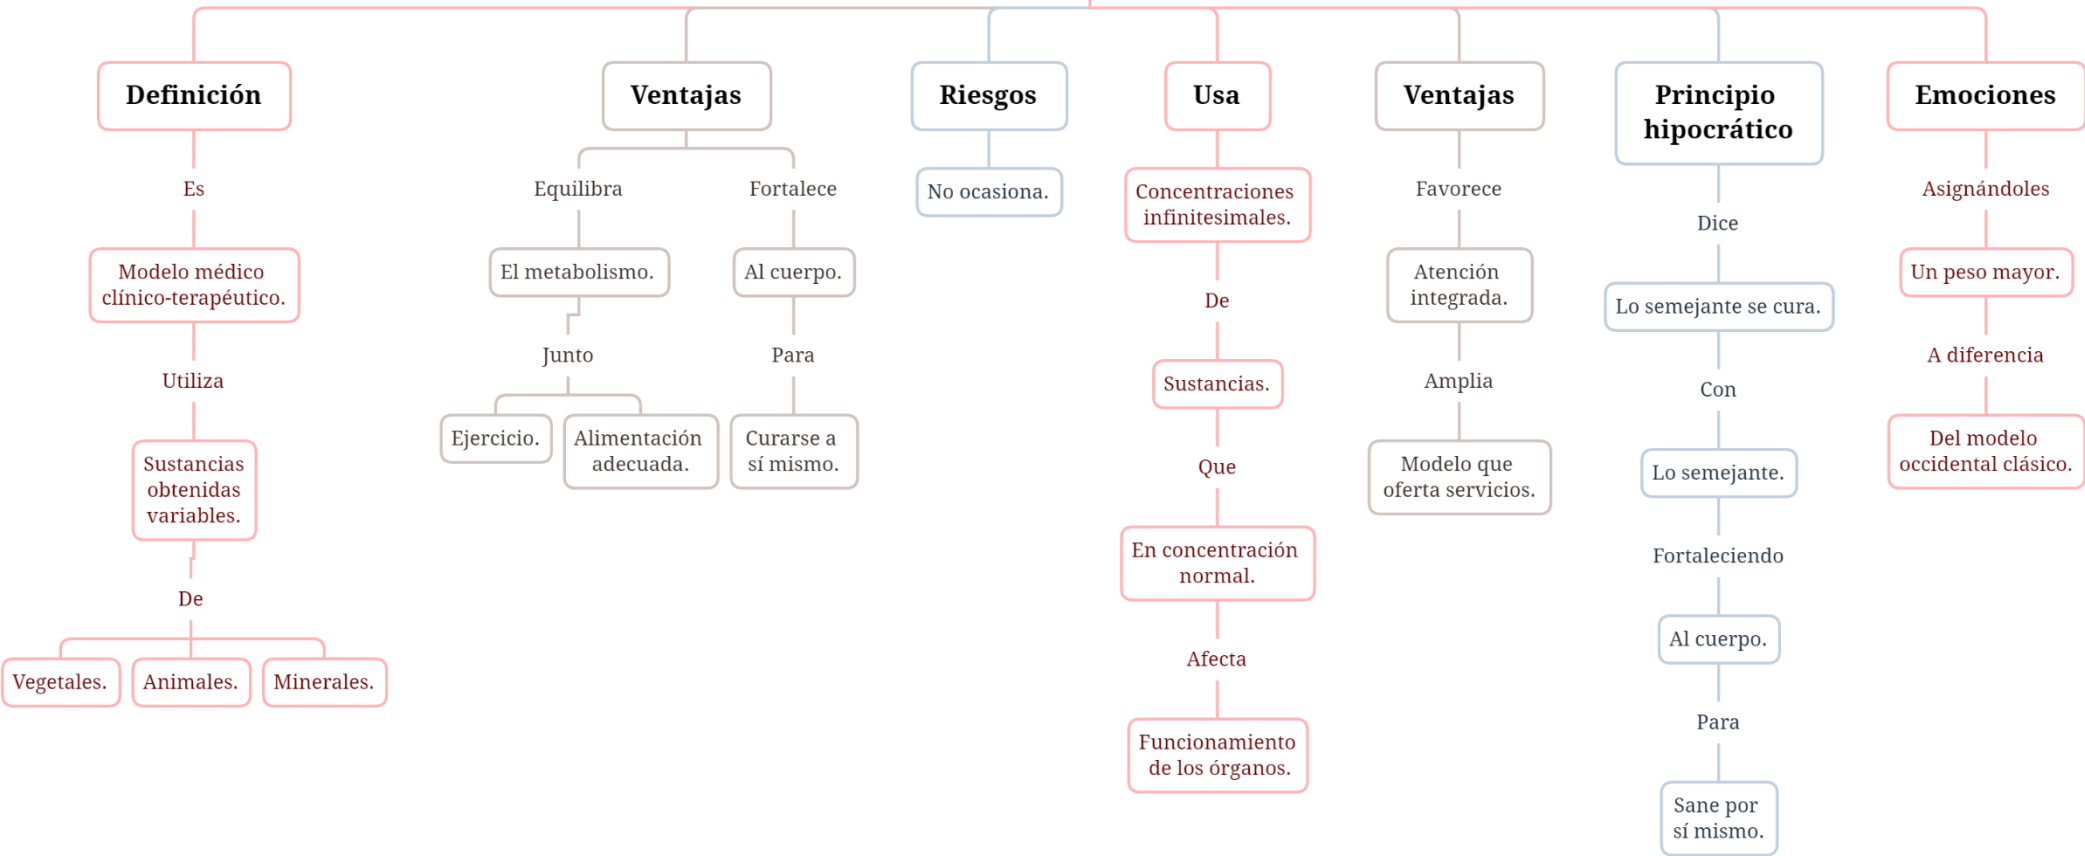 Definición
Es
Modelo médico
clínico-terapéutico.
Utiliza
Sustancias
obtenidas
variables.
De
Vegetales.
Animales.
Minerales.
Ventajas
Equilibra
El metabolismo.
Junto
Ejercicio.
Alimentación
adecuada.
Fortalece
Al cuerpo.
Para
Curarse a
sí mismo.
Riesgos
No ocasiona.
Usa
Concentraciones
infinitesimales.
De
Sustancias.
Que
En concentración
normal.
Afecta
Funcionamiento
de los órganos.
Ventajas
Favorece
Atención
integrada.
Amplia
Modelo que
oferta servicios.
Principio
hipocrático
Dice
Lo semejante se cura.
Con
Lo semejante.
Fortaleciendo
Al cuerpo.
Para
Sane por
sí mismo.
Emociones
Asignándoles
Un peso mayor.
A diferencia
Del modelo
occidental clásico.